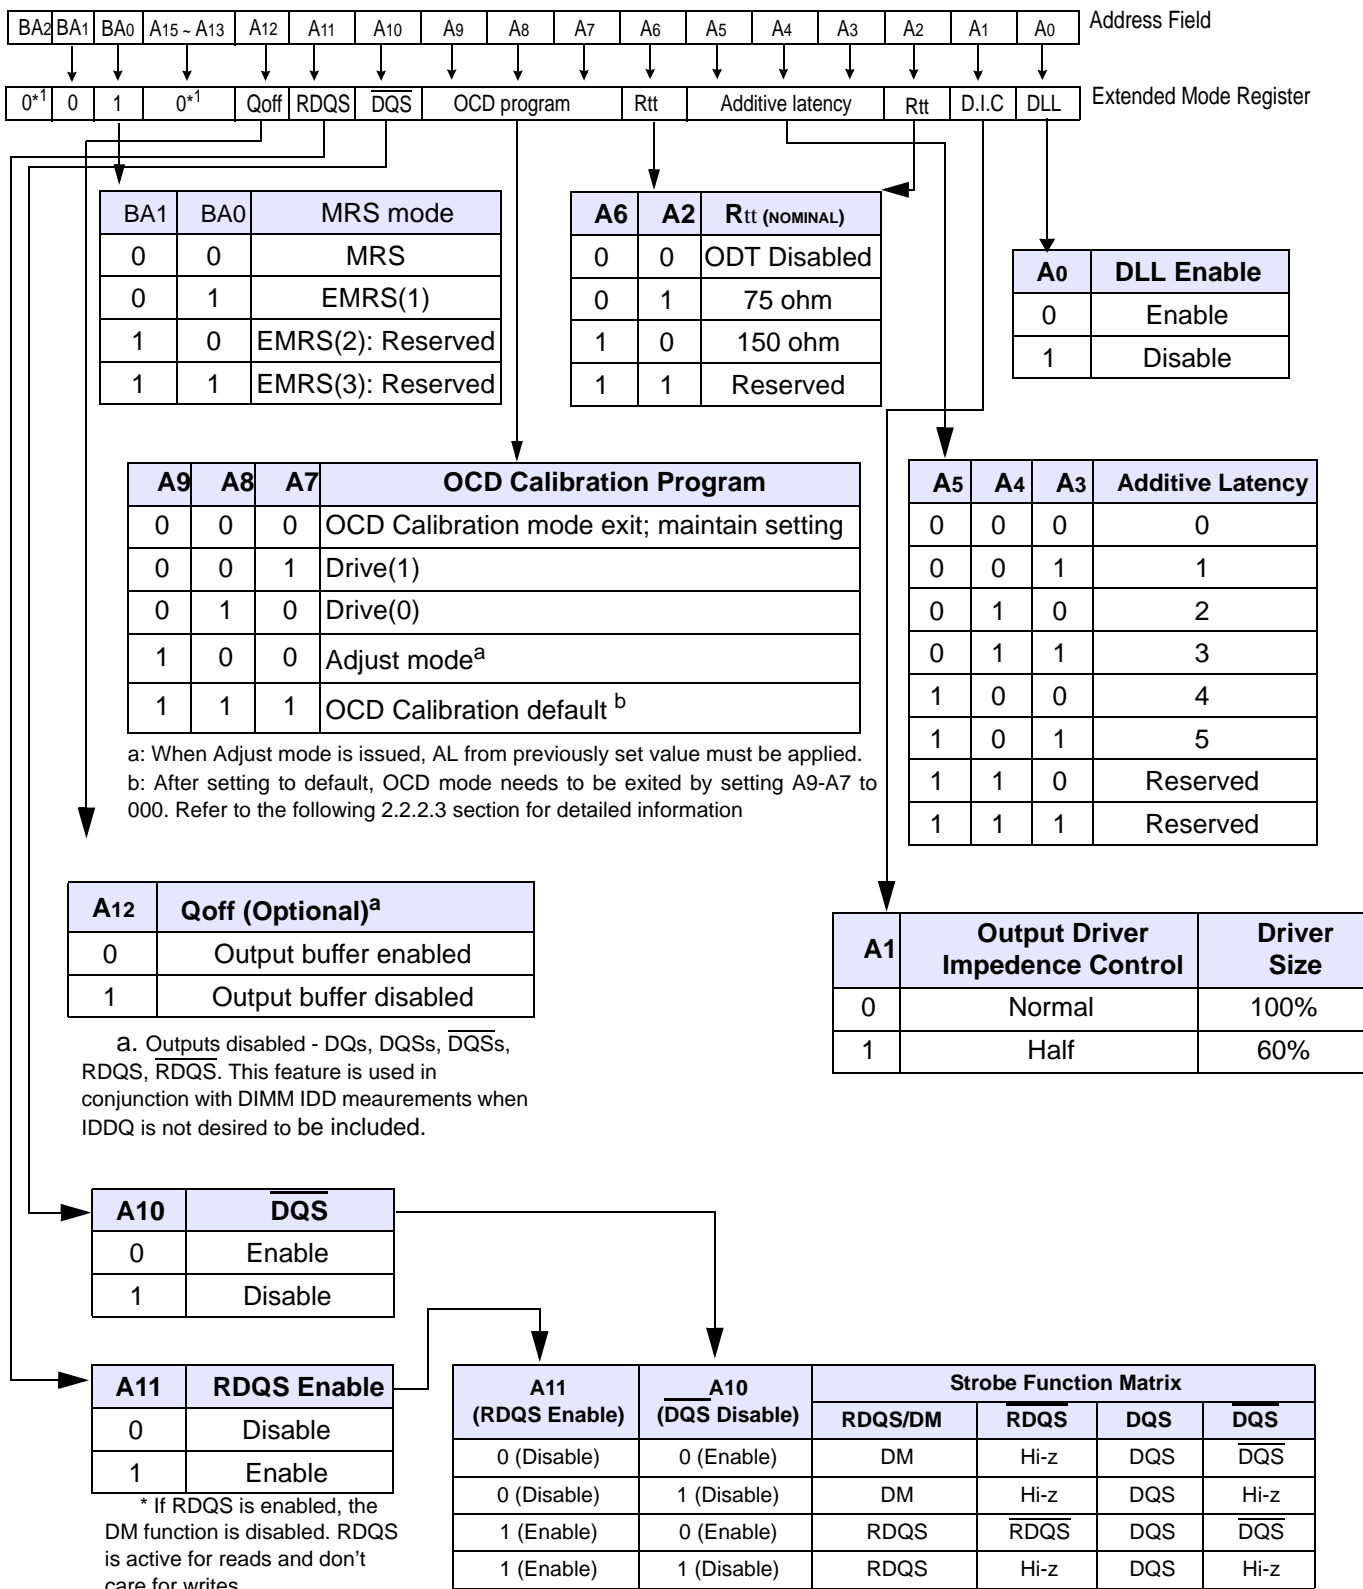 BA2 BA1 BA0 A15 ~ A13 A12 A11 A10 A9 A8 A7 A6 A5 A4 A3 A2 A1 A0 Address Field
0*1 0 1 0*1 Qoff RDQS D̅Q̅S̅ OCD program Rtt Additive latency Rtt D.I.C DLL Extended Mode Register
BA1 BA0 MRS mode
0 0 MRS
0 1 EMRS(1)
1 0 EMRS(2): Reserved
1 1 EMRS(3): Reserved
A6 A2 Rtt (NOMINAL)
0 0 ODT Disabled
0 1 75 ohm
1 0 150 ohm
1 1 Reserved
A0 DLL Enable
0 Enable
1 Disable
A9 A8 A7 OCD Calibration Program
0 0 0 OCD Calibration mode exit; maintain setting
0 0 1 Drive(1)
0 1 0 Drive(0)
1 0 0 Adjust modea
1 1 1 OCD Calibration default b
a: When Adjust mode is issued, AL from previously set value must be applied.
b: After setting to default, OCD mode needs to be exited by setting A9-A7 to
000. Refer to the following 2.2.2.3 section for detailed information
A5 A4 A3 Additive Latency
0 0 0 0
0 0 1 1
0 1 0 2
0 1 1 3
1 0 0 4
1 0 1 5
1 1 0 Reserved
1 1 1 Reserved
A12 Qoff (Optional)a
0 Output buffer enabled
1 Output buffer disabled
a. Outputs disabled - DQs, DQSs, D̅Q̅S̅s,
RDQS, R̅D̅Q̅S̅. This feature is used in
conjunction with DIMM IDD meaurements when
IDDQ is not desired to be included.
A1 Output Driver Driver
Impedence Control Size
0 Normal 100%
1 Half 60%
A10 D̅Q̅S̅
0 Enable
1 Disable
A11 RDQS Enable
0 Disable
1 Enable
* If RDQS is enabled, the
DM function is disabled. RDQS
is active for reads and don't
care for writes
A11 A10 Strobe Function Matrix
(RDQS Enable) (D̅Q̅S̅ Disable) RDQS/DM R̅D̅Q̅S̅ DQS D̅Q̅S̅
0 (Disable) 0 (Enable) DM Hi-z DQS D̅Q̅S̅
0 (Disable) 1 (Disable) DM Hi-z DQS Hi-z
1 (Enable) 0 (Enable) RDQS R̅D̅Q̅S̅ DQS D̅Q̅S̅
1 (Enable) 1 (Disable) RDQS Hi-z DQS Hi-z